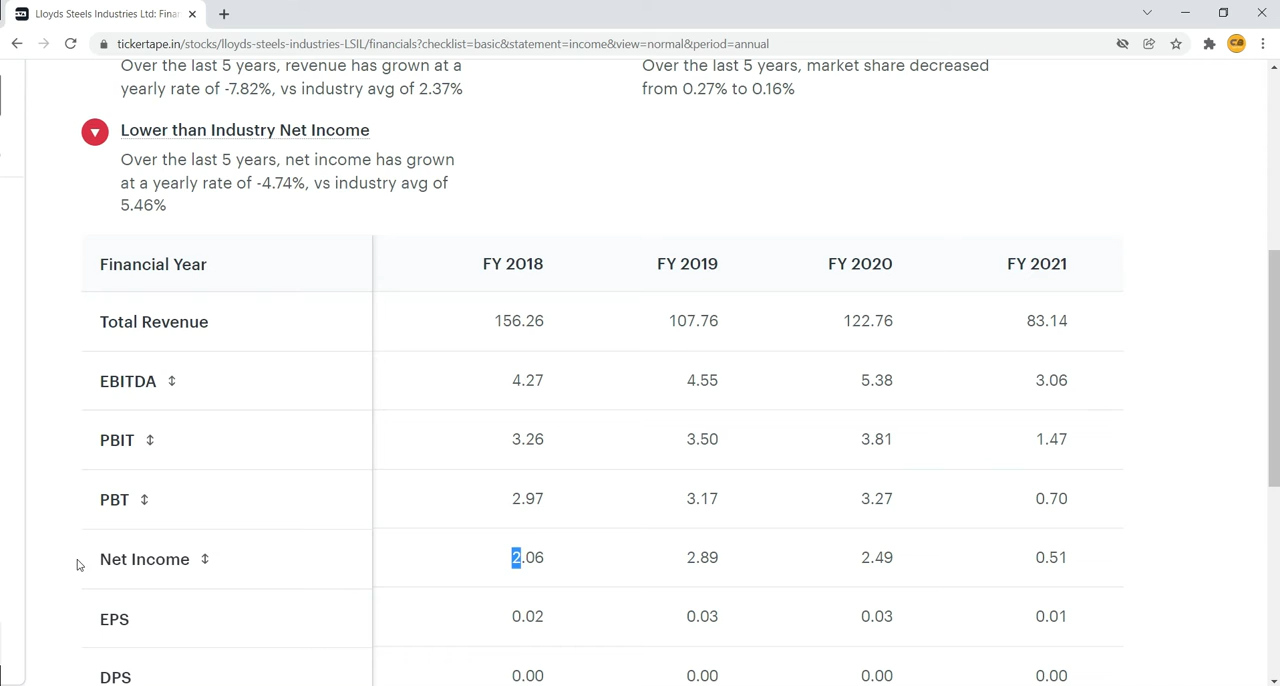 Lloyds Steels Industries Ltd: Finan
tickertape.in/stocks/lloyds-steels-industries-LSIL/financials?checklist=basic&statement=income&view=normal&period=annual
Over the last 5 years, revenue has grown at a
yearly rate of -7.82%, vs industry avg of 2.37%
Over the last 5 years, market share decreased
from 0.27% to 0.16%
Lower than Industry Net Income
Over the last 5 years, net income has grown
at a yearly rate of -4.74%, vs industry avg of
5.46%
Financial Year FY 2018 FY 2019 FY 2020 FY 2021
Total Revenue 156.26 107.76 122.76 83.14
EBITDA 4.27 4.55 5.38 3.06
PBIT 3.26 3.50 3.81 1.47
PBT 2.97 3.17 3.27 0.70
Net Income 2.06 2.89 2.49 0.51
EPS 0.02 0.03 0.03 0.01
DPS 0.00 0.00 0.00 0.00